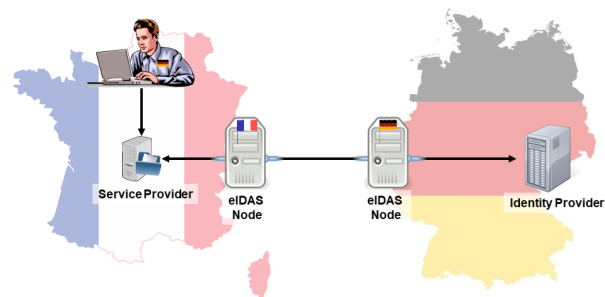 Service Provider
eIDAS
Node
eIDAS
Node
Identity Provider